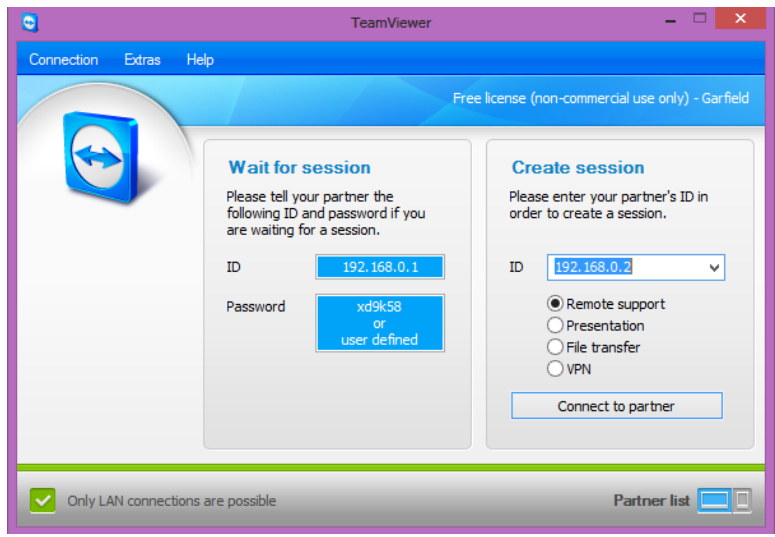 TeamViewer
Connection Extras Help
Free license (non-commercial use only) - Garfield
Wait for session
Please tell your partner the
following ID and password if you
are waiting for a session.
ID 192.168.0.1
Password xd9k58
or
user defined
Create session
Please enter your partner's ID in
order to create a session.
ID 192.168.0.2
Remote support
Presentation
File transfer
VPN
Connect to partner
Only LAN connections are possible
Partner list